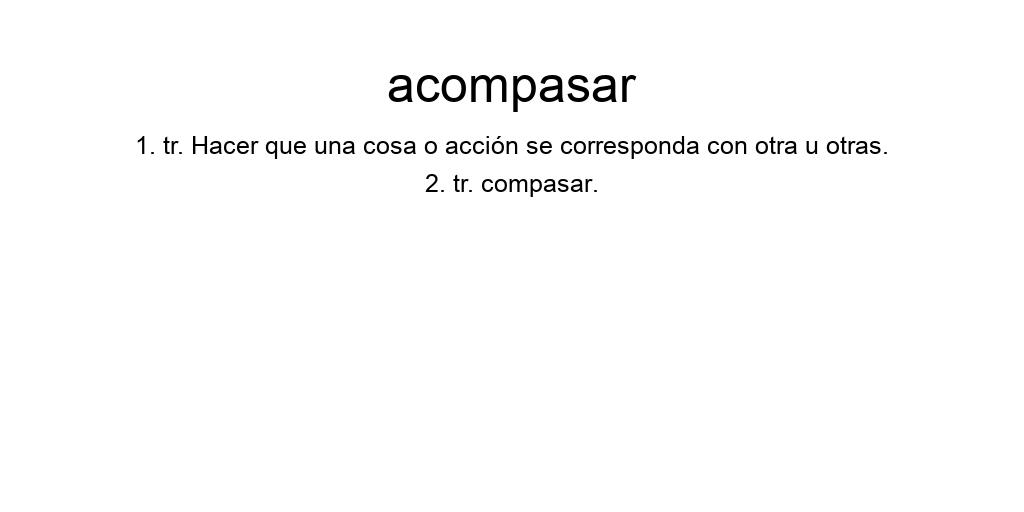 acompasar
1. tr. Hacer que una cosa o acción se corresponda con otra u otras.
2. tr. compasar.